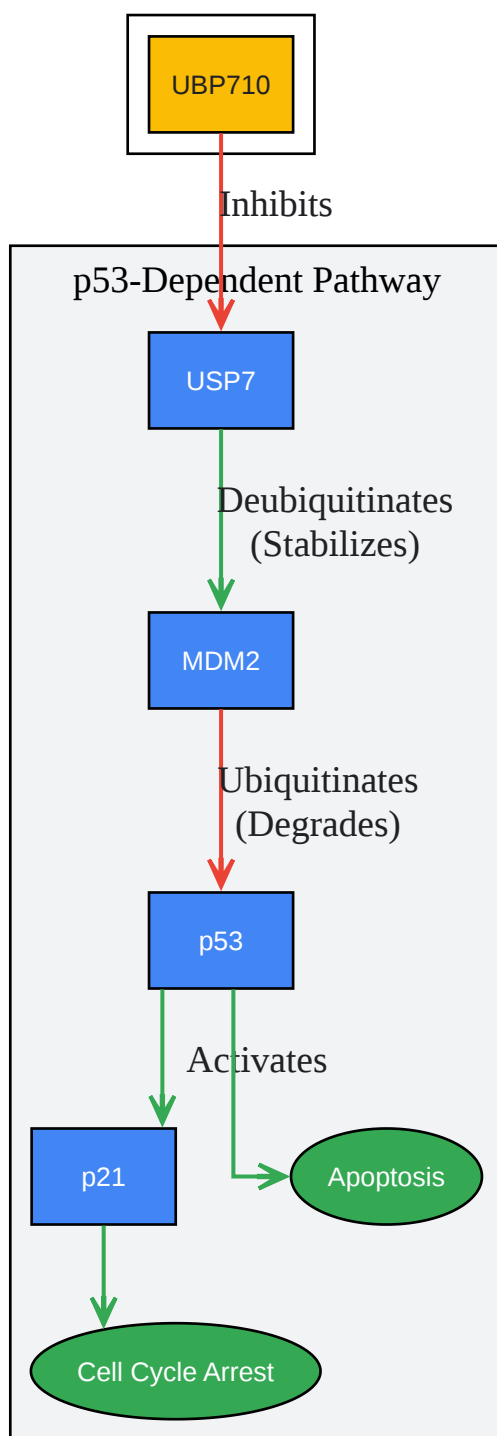 UBP710
Inhibits
p53-Dependent Pathway
USP7
Deubiquitinates
(Stabilizes)
MDM2
Ubiquitinates
(Degrades)
p53
Activates
p21
Apoptosis
Cell Cycle Arrest